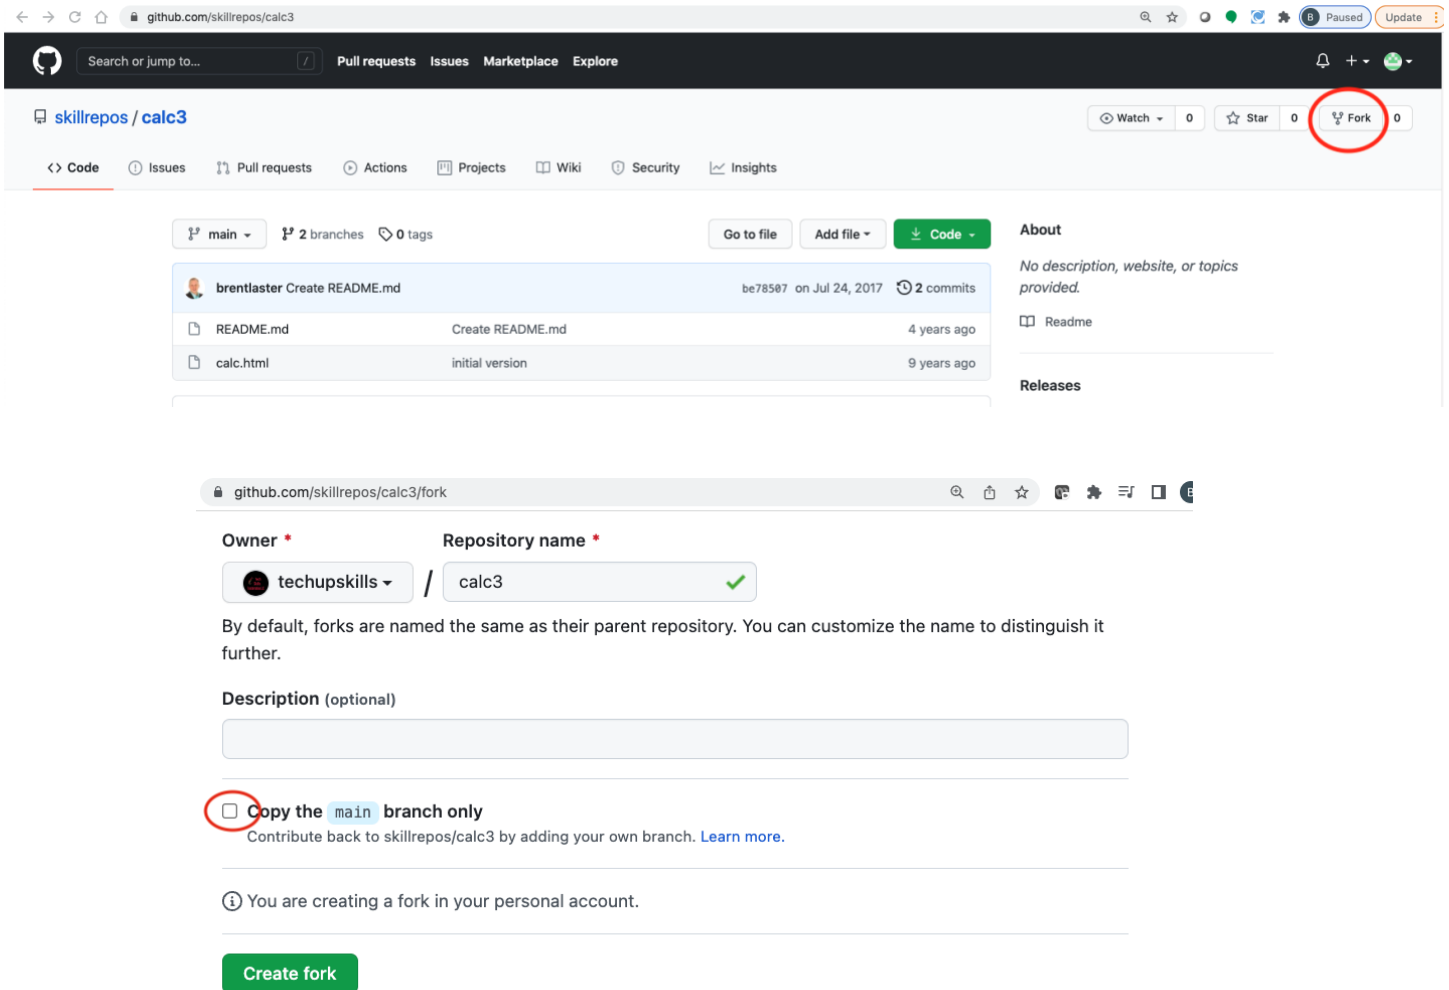 github.com/skillrepos/calc3
B Paused Update
Search or jump to... / Pull requests Issues Marketplace Explore
skillrepos / calc3
Watch 0 Star 0 Fork 0
<> Code Issues Pull requests Actions Projects Wiki Security Insights
main 2 branches 0 tags Go to file Add file Code
About
No description, website, or topics
provided.
Readme
Releases
brentlaster Create README.md be78507 on Jul 24, 2017 2 commits
README.md Create README.md 4 years ago
calc.html initial version 9 years ago
github.com/skillrepos/calc3/fork
Owner * Repository name *
techupskills / calc3
By default, forks are named the same as their parent repository. You can customize the name to distinguish it
further.
Description (optional)
Copy the main branch only
Contribute back to skillrepos/calc3 by adding your own branch. Learn more.
You are creating a fork in your personal account.
Create fork